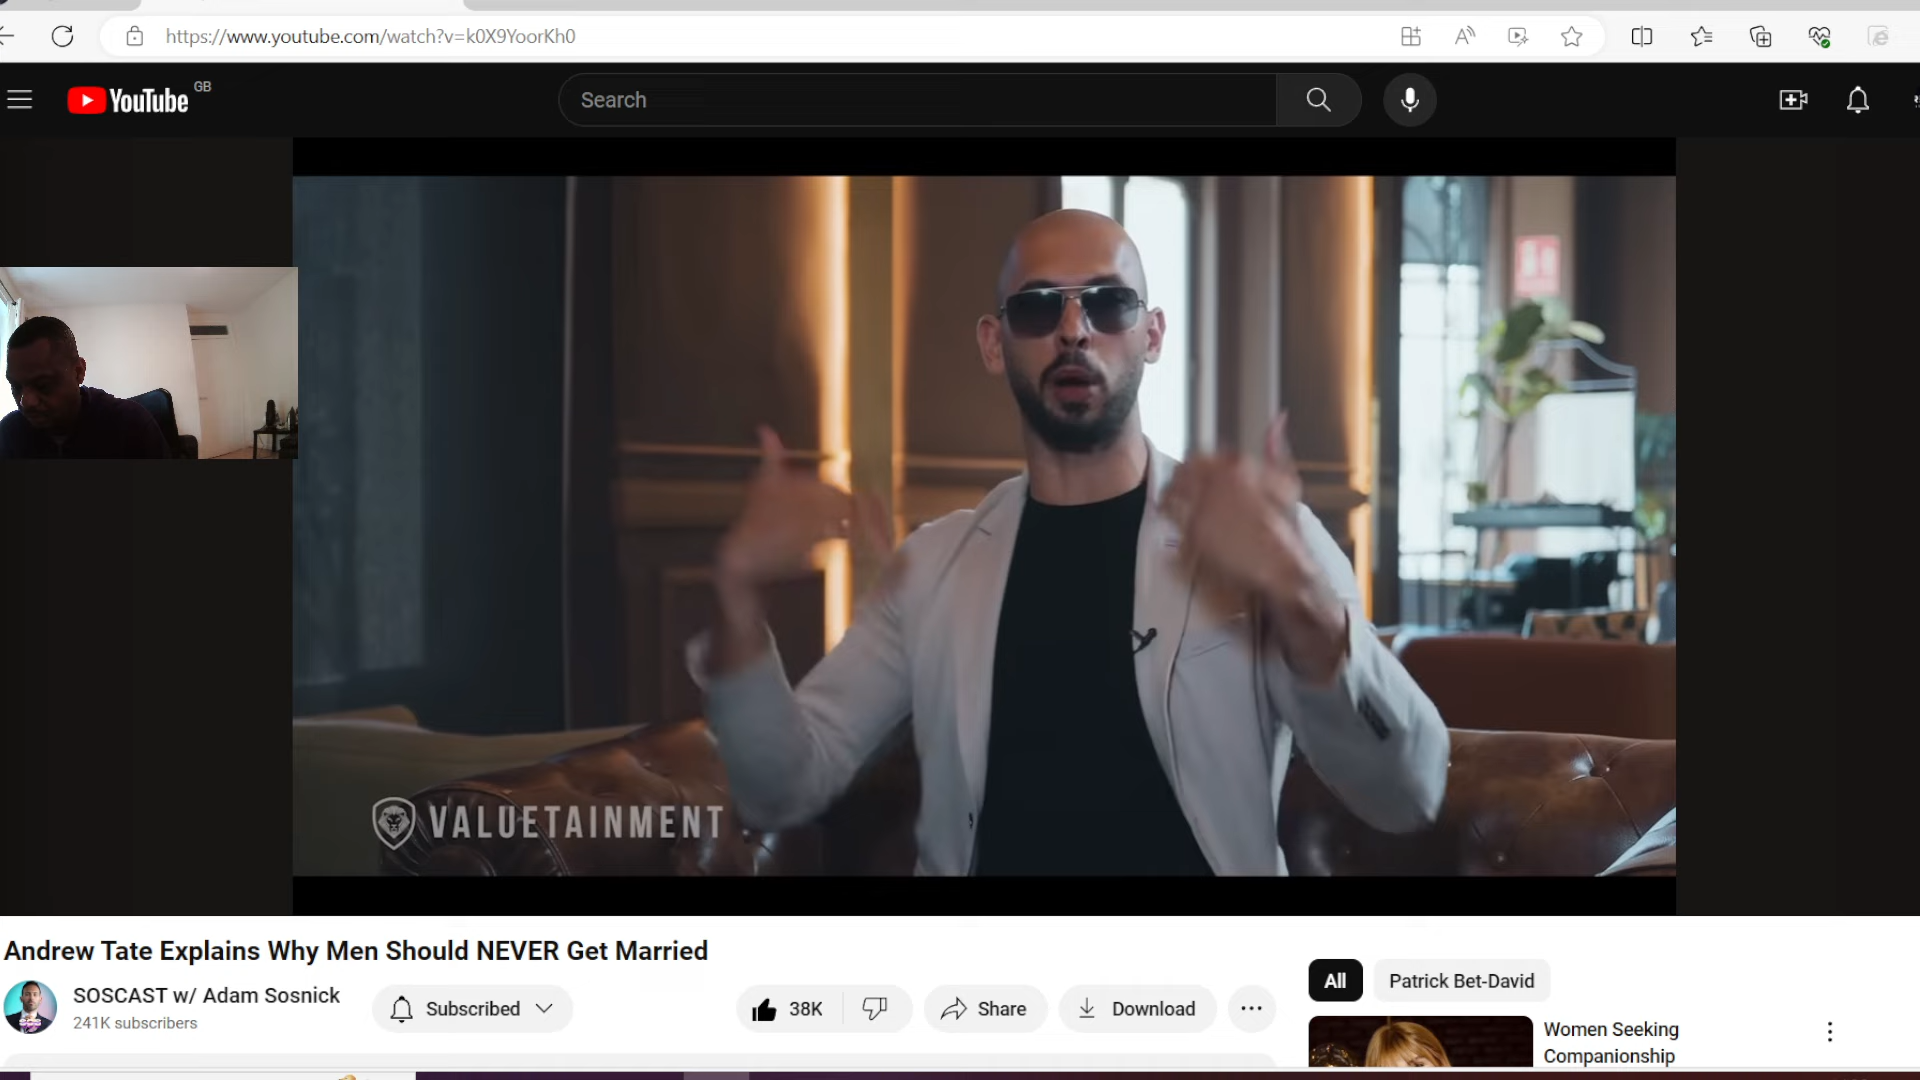 https://www.youtube.com/watch?v=k0X9YoorKh0
YouTube GB
Search
VALUETAINMENT
Andrew Tate Explains Why Men Should NEVER Get Married
SOSCAST w/ Adam Sosnick
241K subscribers
Subscribed
38K
Share
Download
All
Patrick Bet-David
Women Seeking
Companionship